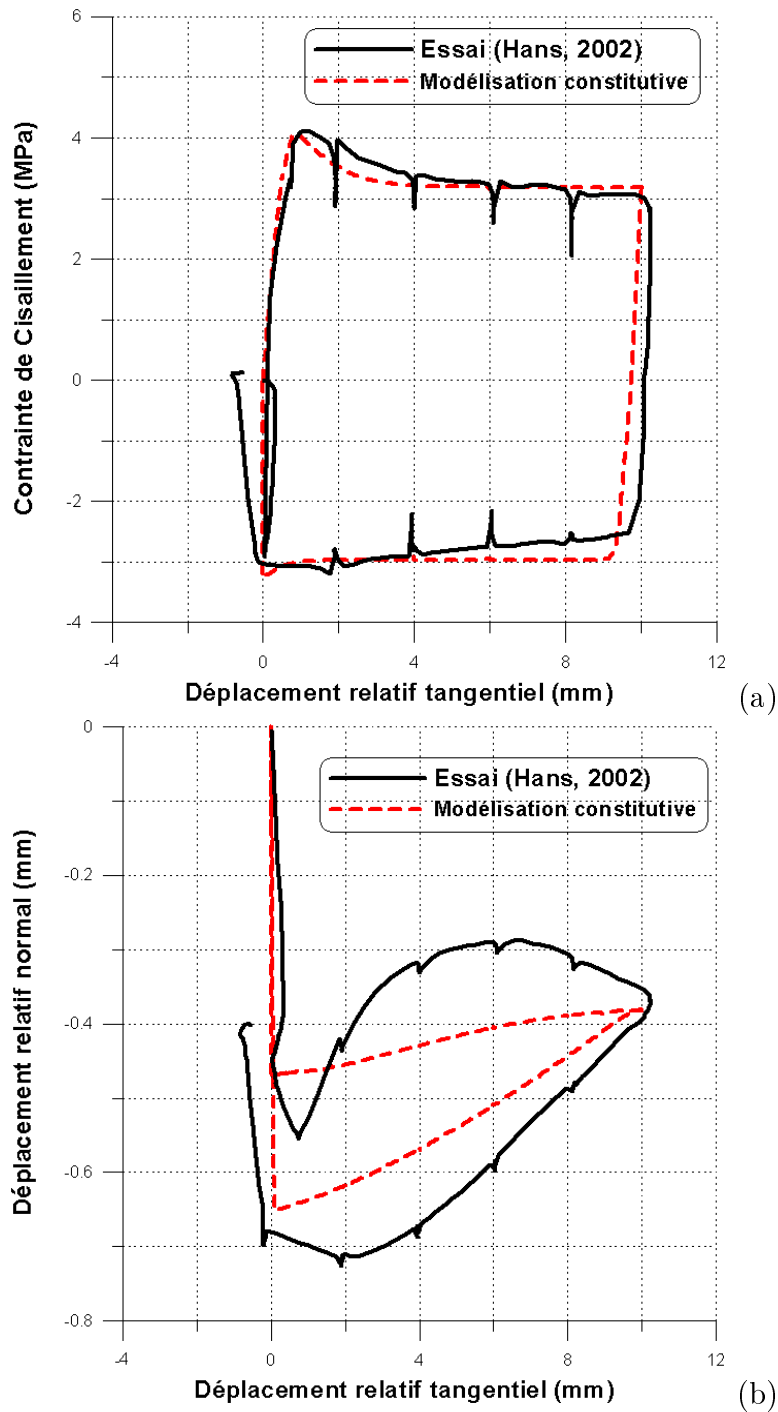 6
Essai (Hans, 2002)
Modélisation constitutive
4
2
0
-2
-4
Contrainte de Cisaillement (MPa)
-4 0 4 8 12
Déplacement relatif tangentiel (mm)
(a)
0
Essai (Hans, 2002)
Modélisation constitutive
-0.2
-0.4
-0.6
-0.8
Déplacement relatif normal (mm)
-4 0 4 8 12
Déplacement relatif tangentiel (mm)
(b)